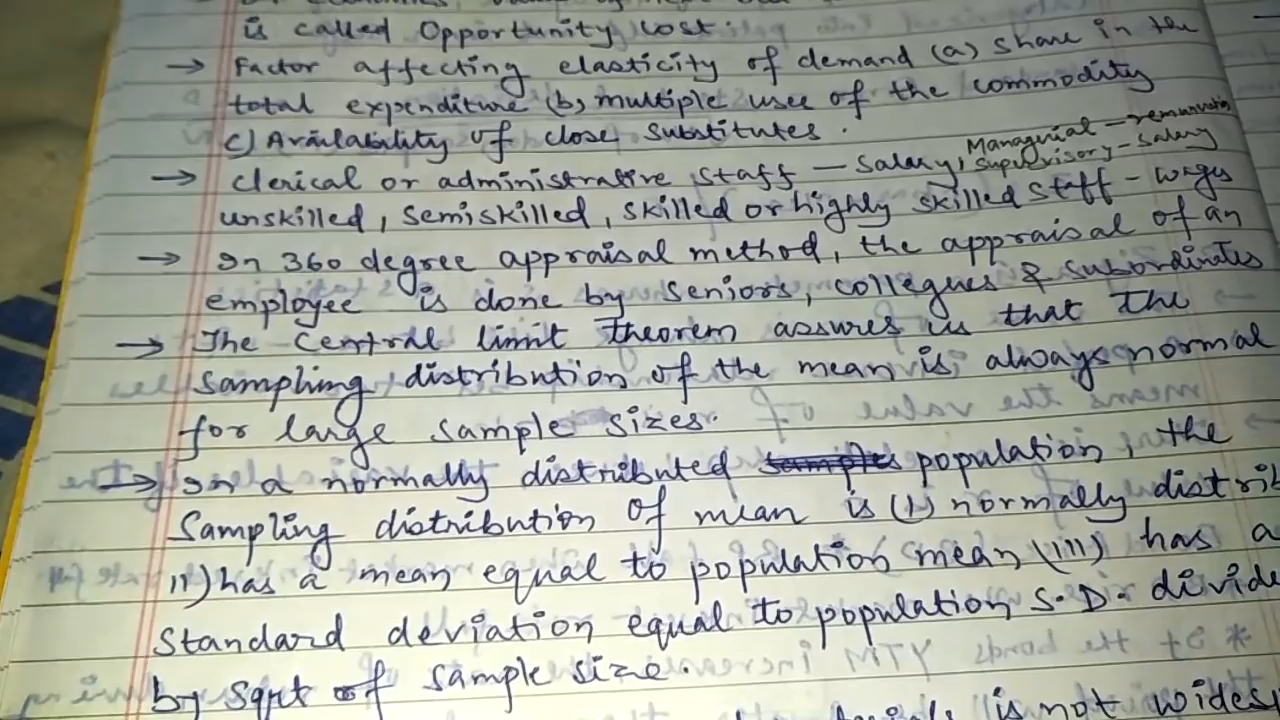 is called Opportunity cost.
→ Factor affecting elasticity of demand (a) share in the
total expenditure (b) multiple uses of the commodity
c) Availability of close substitutes.
Managerial - remuneration
→ clerical or administrative staff - salary, supervisory - salary
unskilled, semiskilled, skilled or highly skilled staff - wages
→ In 360 degree appraisal method, the appraisal of an
employee is done by seniors, collegues & subordinates
→ The Central limit theorem assures us that the
sampling distribution of the mean is always normal
for large sample sizes.
→ In a normally distributed population, the
Sampling distribution of mean is (i) normally distrib
ii) has a mean equal to population mean (iii) has a
Standard deviation equal to population S.D. divide
by sqrt of sample size.
is not wides